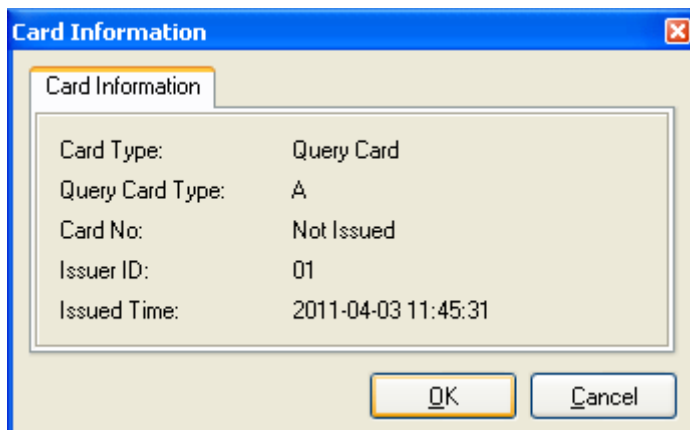 Card Information
Card Information
Card Type: Query Card
Query Card Type: A
Card No: Not Issued
Issuer ID: 01
Issued Time: 2011-04-03 11:45:31
OK Cancel